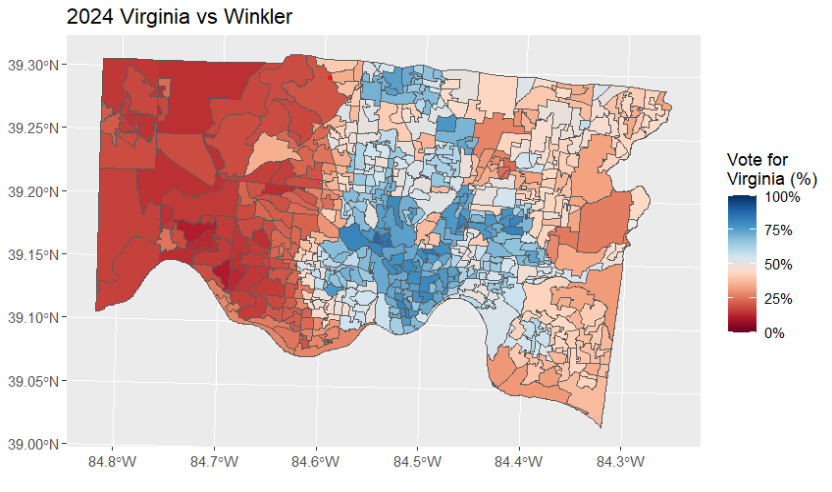 2024 Virginia vs Winkler
39.30°N
39.25°N
39.20°N
39.15°N
39.10°N
39.05°N
39.00°N
84.8°W
84.7°W
84.6°W
84.5°W
84.4°W
84.3°W
Vote for
Virginia (%)
100%
75%
50%
25%
0%